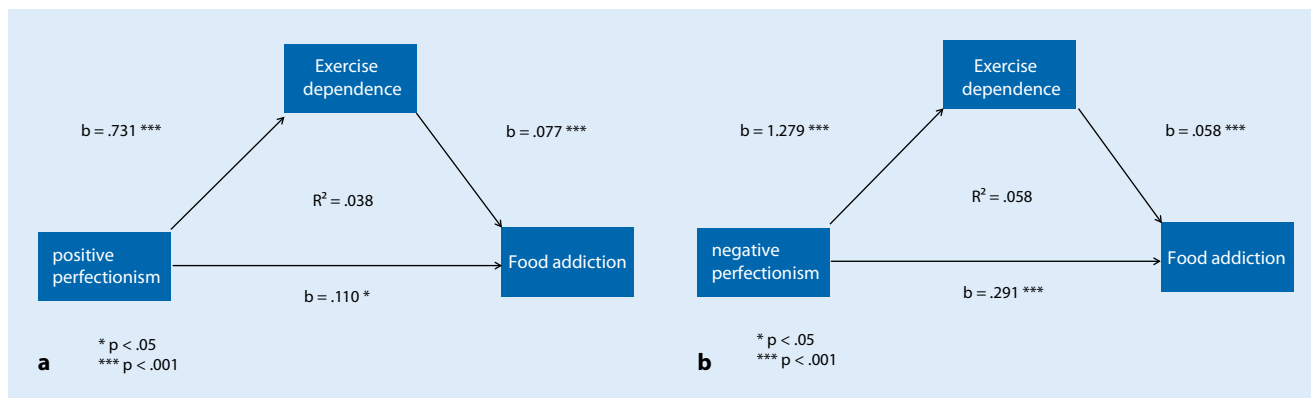 Exercise
dependence
b = .731 ***
b = .077 ***
R² = .038
positive
perfectionism
Food addiction
b = .110 *
* p < .05
*** p < .001
a
Exercise
dependence
b = 1.279 ***
b = .058 ***
R² = .058
negative
perfectionism
Food addiction
b = .291 ***
* p < .05
*** p < .001
b